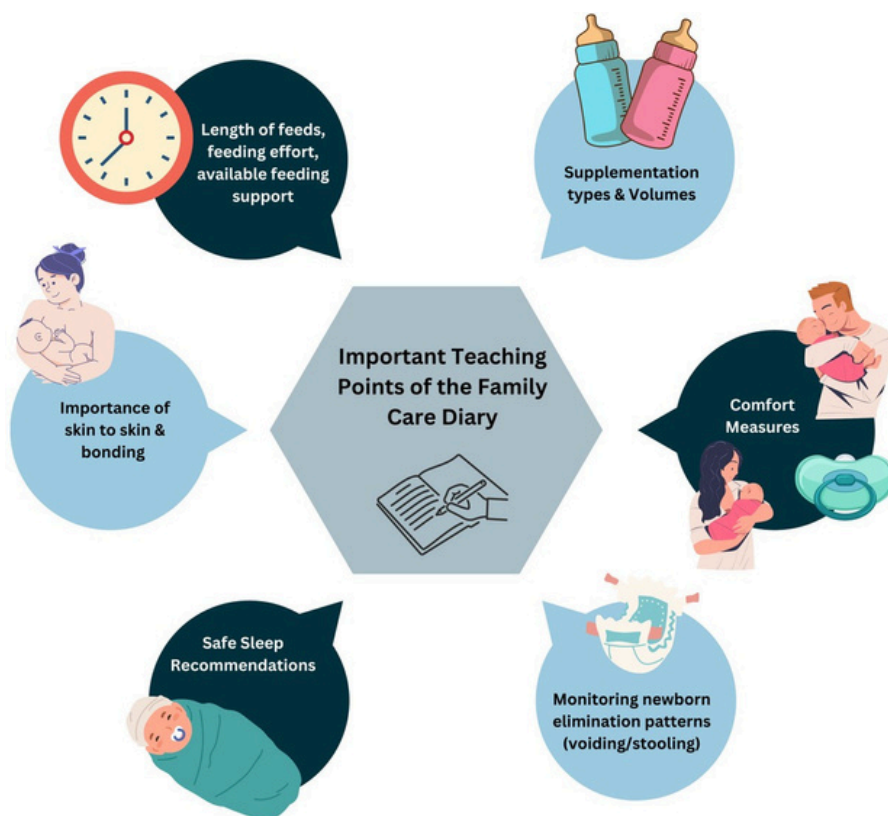 Length of feeds,
feeding effort,
available feeding
support
Supplementation
types & Volumes
Importance of
skin to skin &
bonding
Important Teaching
Points of the Family
Care Diary
Comfort
Measures
Safe Sleep
Recommendations
Monitoring newborn
elimination patterns
(voiding/stooling)